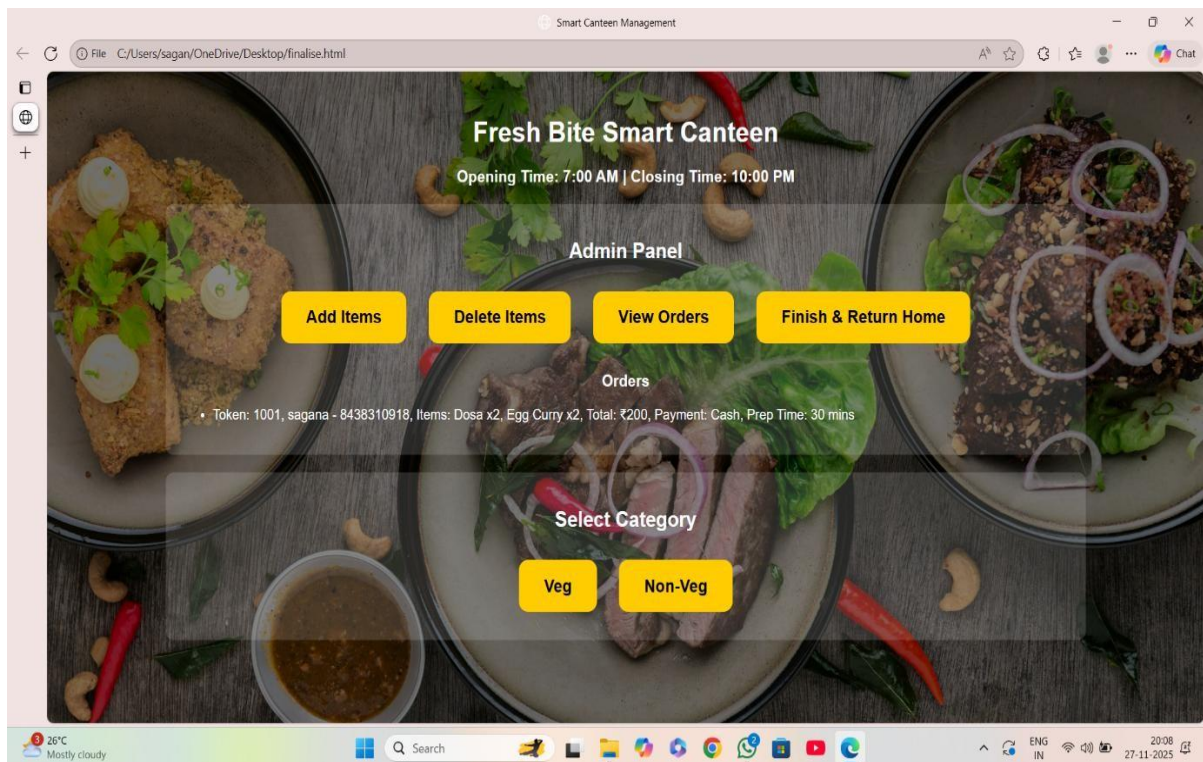 Smart Canteen Management
File C:/Users/sagan/OneDrive/Desktop/finalise.html
Chat
Fresh Bite Smart Canteen
Opening Time: 7:00 AM | Closing Time: 10:00 PM
Admin Panel
Add Items Delete Items View Orders Finish & Return Home
Orders
• Token: 1001, sagana - 8438310918, Items: Dosa x2, Egg Curry x2, Total: ₹200, Payment: Cash, Prep Time: 30 mins
Select Category
Veg Non-Veg
3 26°C
Mostly cloudy
Search
2
ENG
IN
20:08
27-11-2025